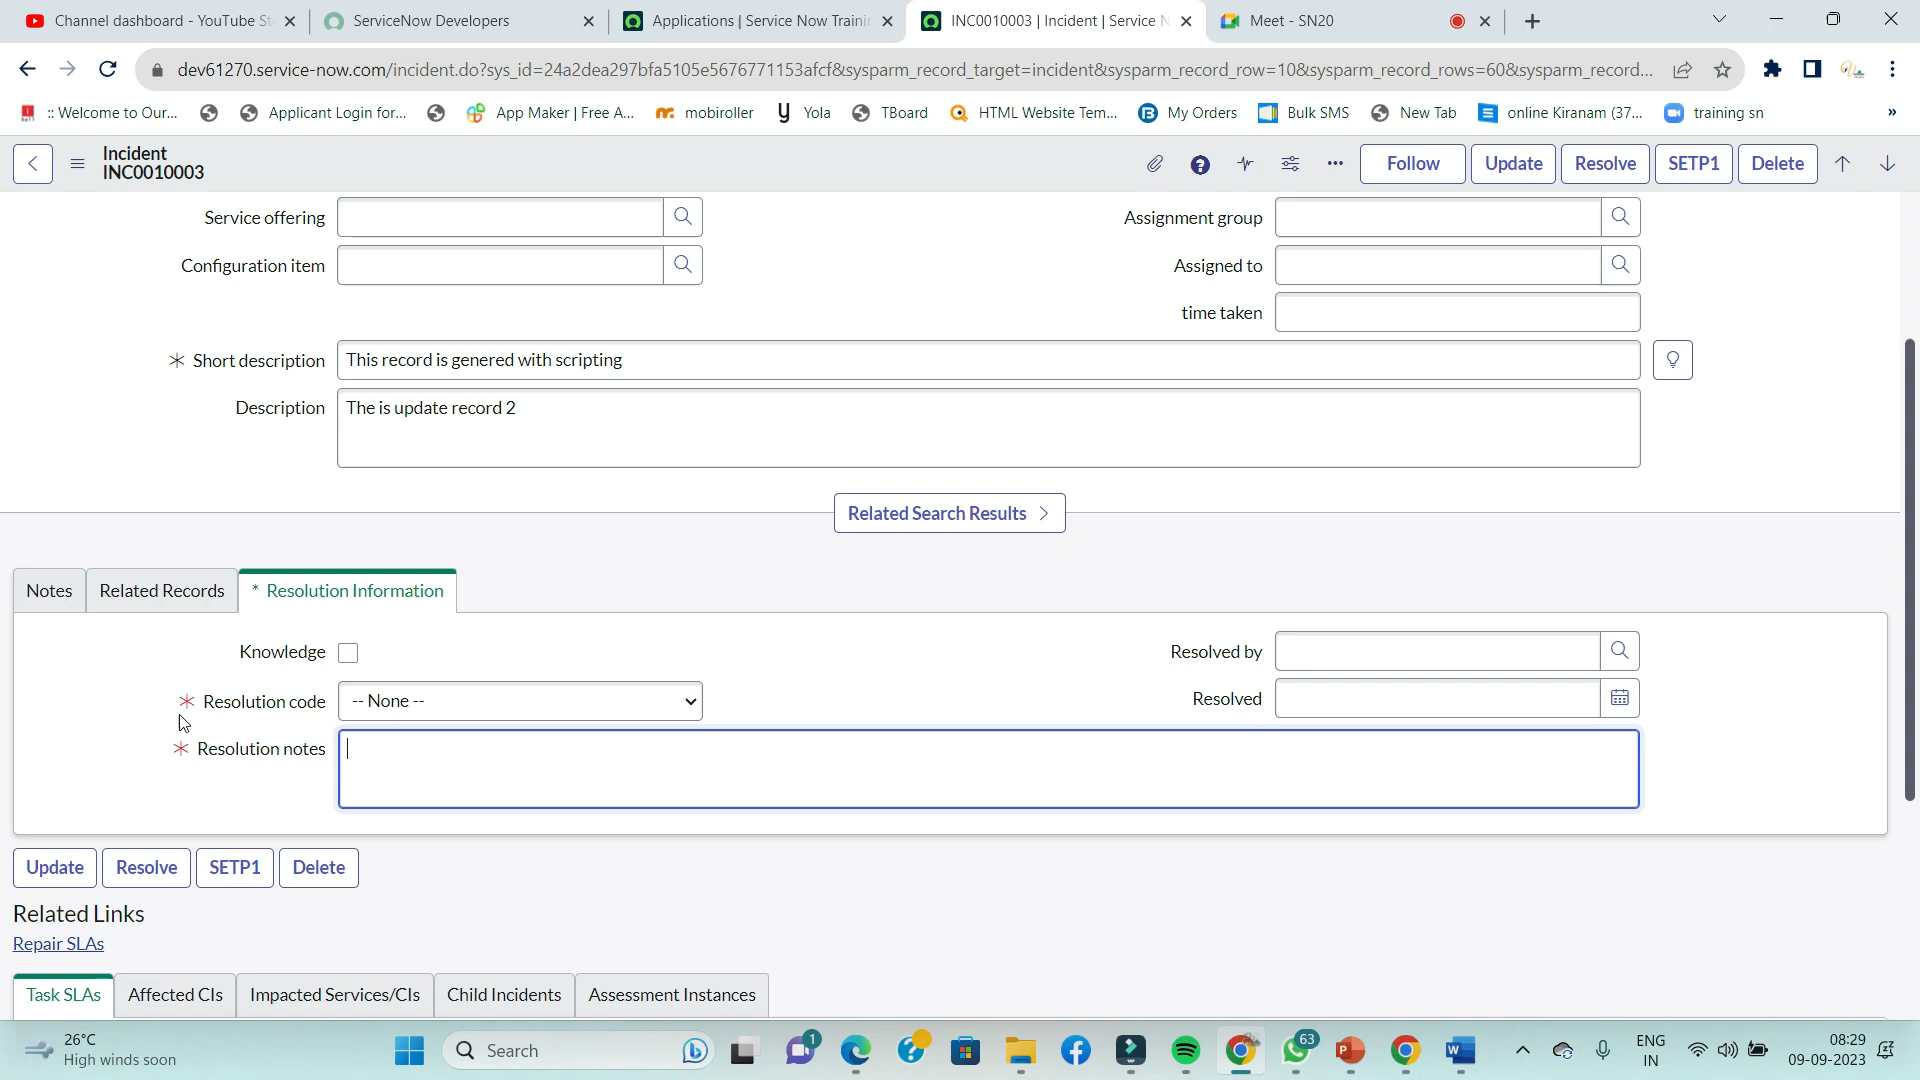 Channel dashboard - YouTube St
ServiceNow Developers
Applications | Service Now Traini
INC0010003 | Incident | Service N
Meet - SN20
dev61270.service-now.com/incident.do?sys_id=24a2dea297bfa5105e5676771153afcf&sysparm_record_target=incident&sysparm_record_row=10&sysparm_record_rows=60&sysparm_record...
:: Welcome to Our...
Applicant Login for...
App Maker | Free A...
mobiroller
Yola
TBoard
HTML Website Tem...
My Orders
Bulk SMS
New Tab
online Kiranam (37...
training sn
»
Incident
INC0010003
Follow
Update
Resolve
SETP1
Delete
Service offering
Assignment group
Configuration item
Assigned to
time taken
Short description
This record is genered with scripting
Description
The is update record 2
Related Search Results
Notes
Related Records
* Resolution Information
Knowledge
Resolved by
Resolution code
-- None --
Resolved
Resolution notes
Update
Resolve
SETP1
Delete
Related Links
Repair SLAs
Task SLAs
Affected CIs
Impacted Services/CIs
Child Incidents
Assessment Instances
26°C
High winds soon
Search
1
63
ENG
IN
08:29
09-09-2023